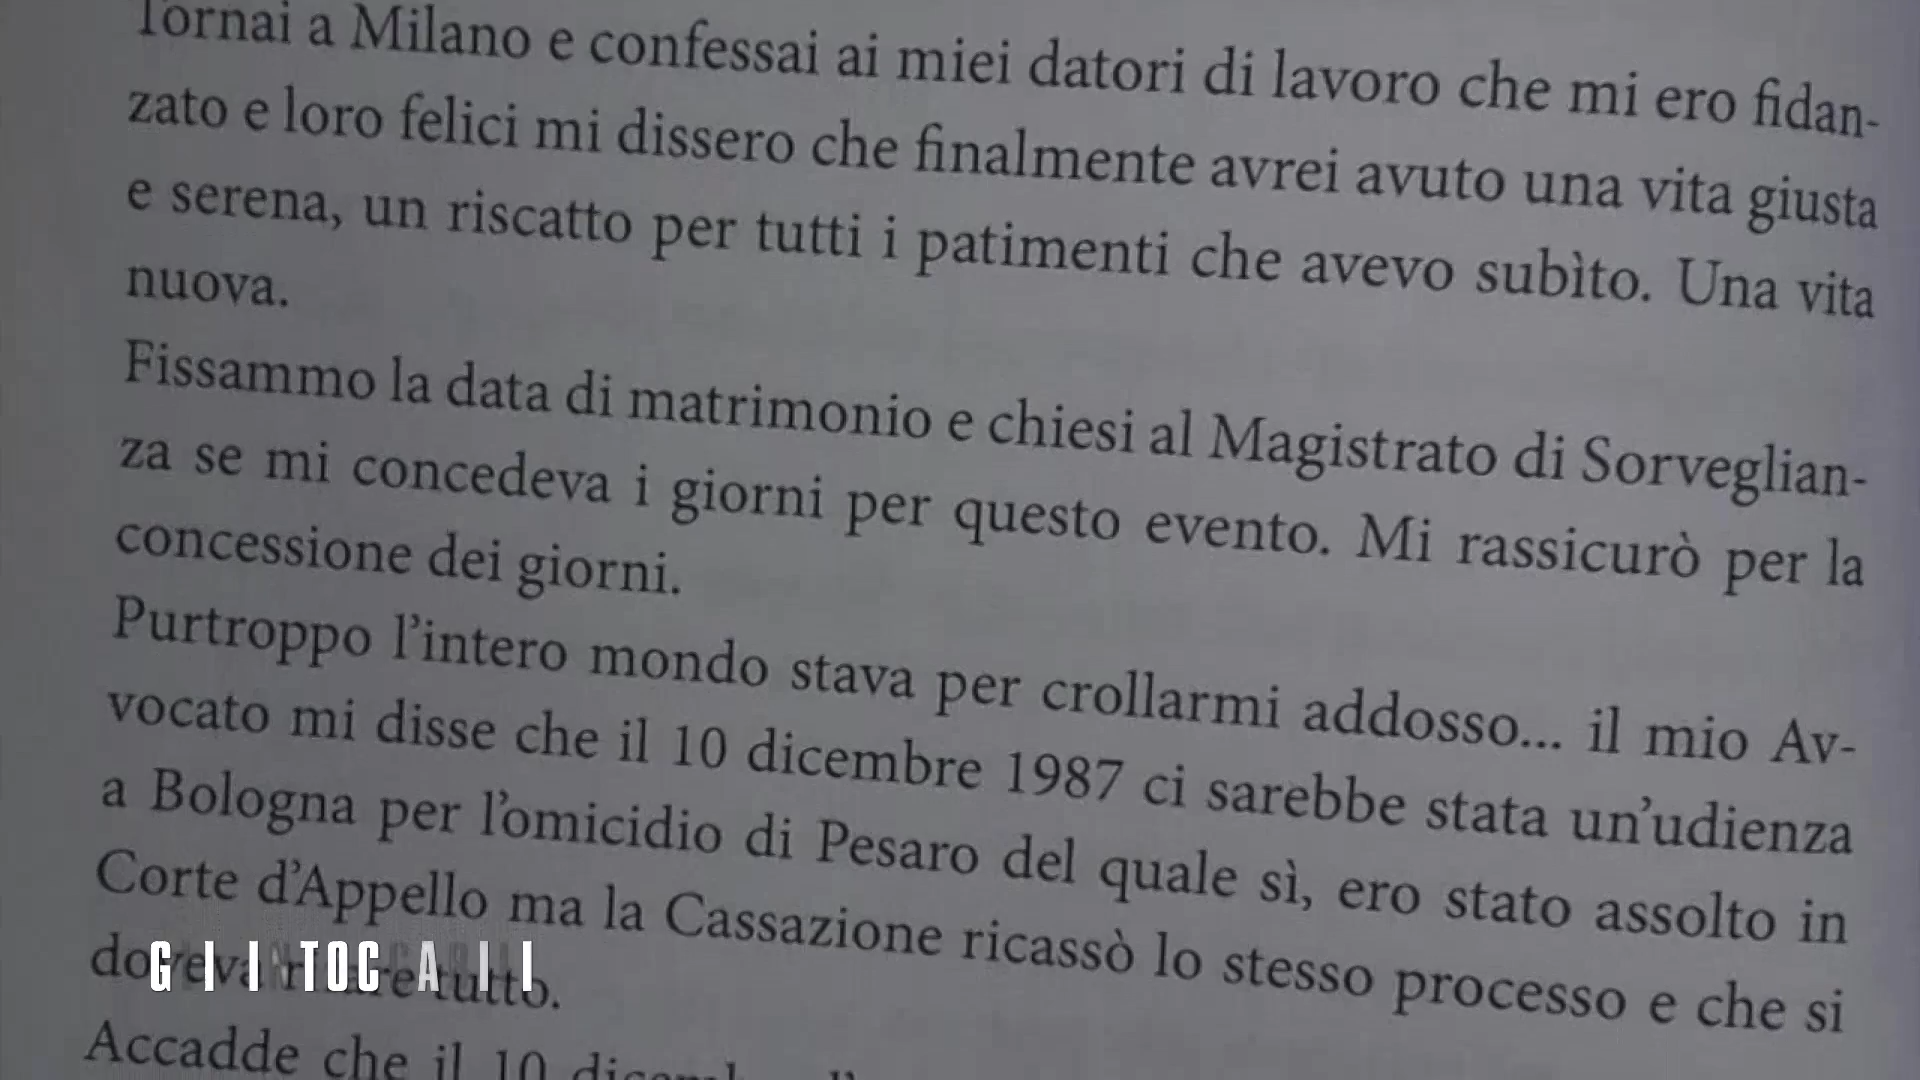 Tornai a Milano e confessai ai miei datori di lavoro che mi ero fidan-
zato e loro felici mi dissero che finalmente avrei avuto una vita giusta
e serena, un riscatto per tutti i patimenti che avevo subìto. Una vita
nuova.
Fissammo la data di matrimonio e chiesi al Magistrato di Sorveglian-
za se mi concedeva i giorni per questo evento. Mi rassicurò per la
concessione dei giorni.
Purtroppo l'intero mondo stava per crollarmi addosso... il mio Av-
vocato mi disse che il 10 dicembre 1987 ci sarebbe stata un'udienza
a Bologna per l'omicidio di Pesaro del quale sì, ero stato assolto in
Corte d'Appello ma la Cassazione ricassò lo stesso processo e che si
doveva tutto.
Accadde che il 10